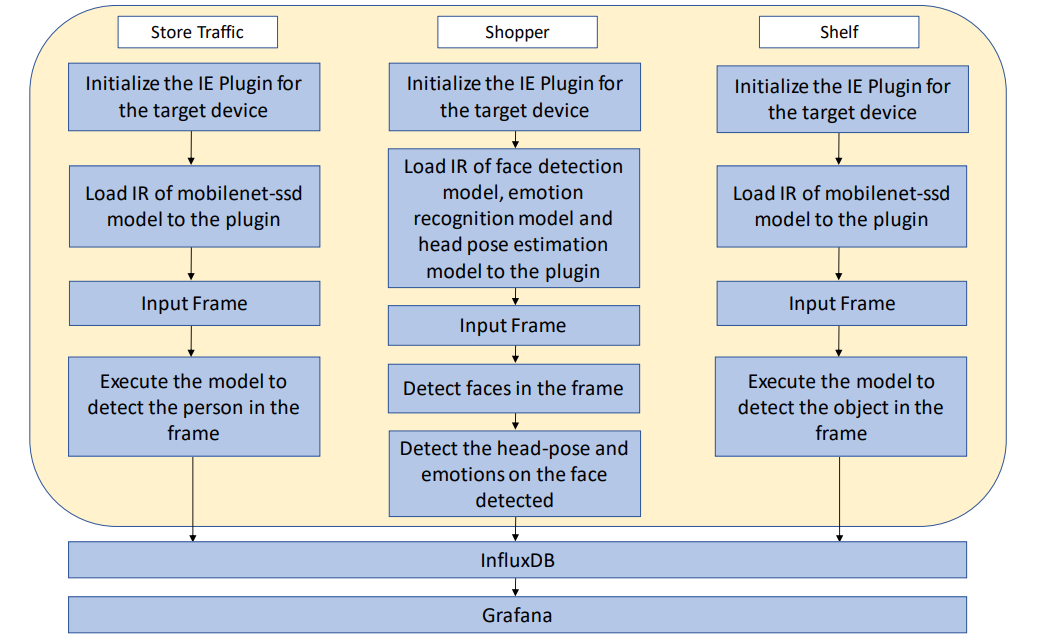 Store Traffic
Initialize the IE Plugin for
the target device
Load IR of mobilenet-ssd
model to the plugin
Input Frame
Execute the model to
detect the person in the
frame
Shopper
Initialize the IE Plugin for
the target device
Load IR of face detection
model, emotion
recognition model and
head pose estimation
model to the plugin
Input Frame
Detect faces in the frame
Detect the head-pose and
emotions on the face
detected
Shelf
Initialize the IE Plugin for
the target device
Load IR of mobilenet-ssd
model to the plugin
Input Frame
Execute the model to
detect the object in the
frame
InfluxDB
Grafana